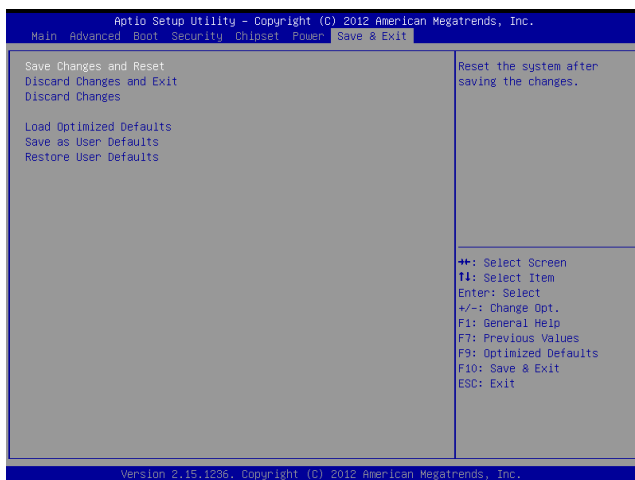 Aptio Setup Utility – Copyright (C) 2012 American Megatrends, Inc.
Main Advanced Boot Security Chipset Power Save & Exit
Save Changes and Reset
Discard Changes and Exit
Discard Changes
Load Optimized Defaults
Save as User Defaults
Restore User Defaults
Reset the system after
saving the changes.
→←: Select Screen
↑↓: Select Item
Enter: Select
+/-: Change Opt.
F1: General Help
F7: Previous Values
F9: Optimized Defaults
F10: Save & Exit
ESC: Exit
Version 2.15.1236. Copyright (C) 2012 American Megatrends, Inc.